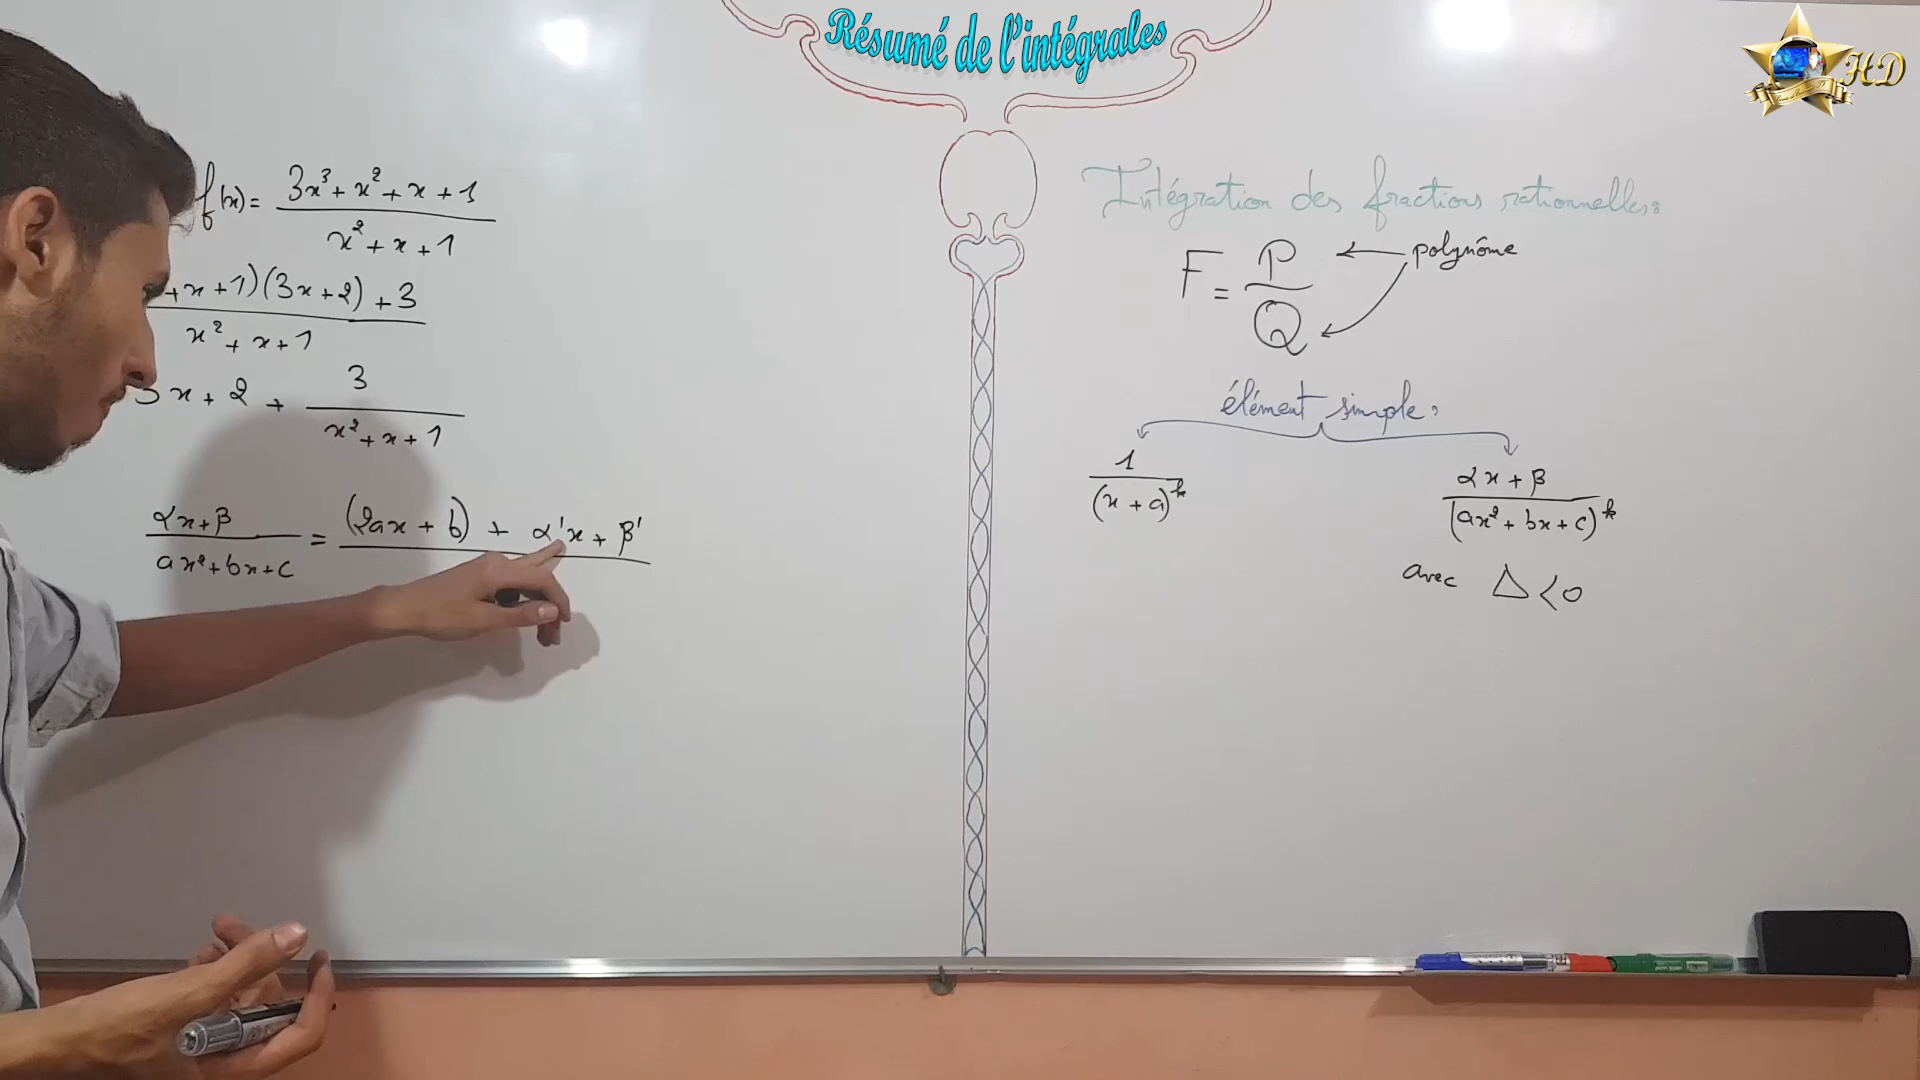 Résumé de l'intégrales
HD
f(x) = (3x³ + x² + x + 1) / (x² + x + 1)
+ x + 1)(3x + 2) + 3 / (x² + x + 1)
3x + 2 + 3 / (x² + x + 1)
(αx + β) / (ax² + bx + c) = (2ax + b) + α'x + β'
Intégration des fractions rationnelles:
F = P / Q
polynôme
élément simple:
1 / (x + a)^k
(αx + β) / (ax² + bx + c)^k
avec Δ < 0